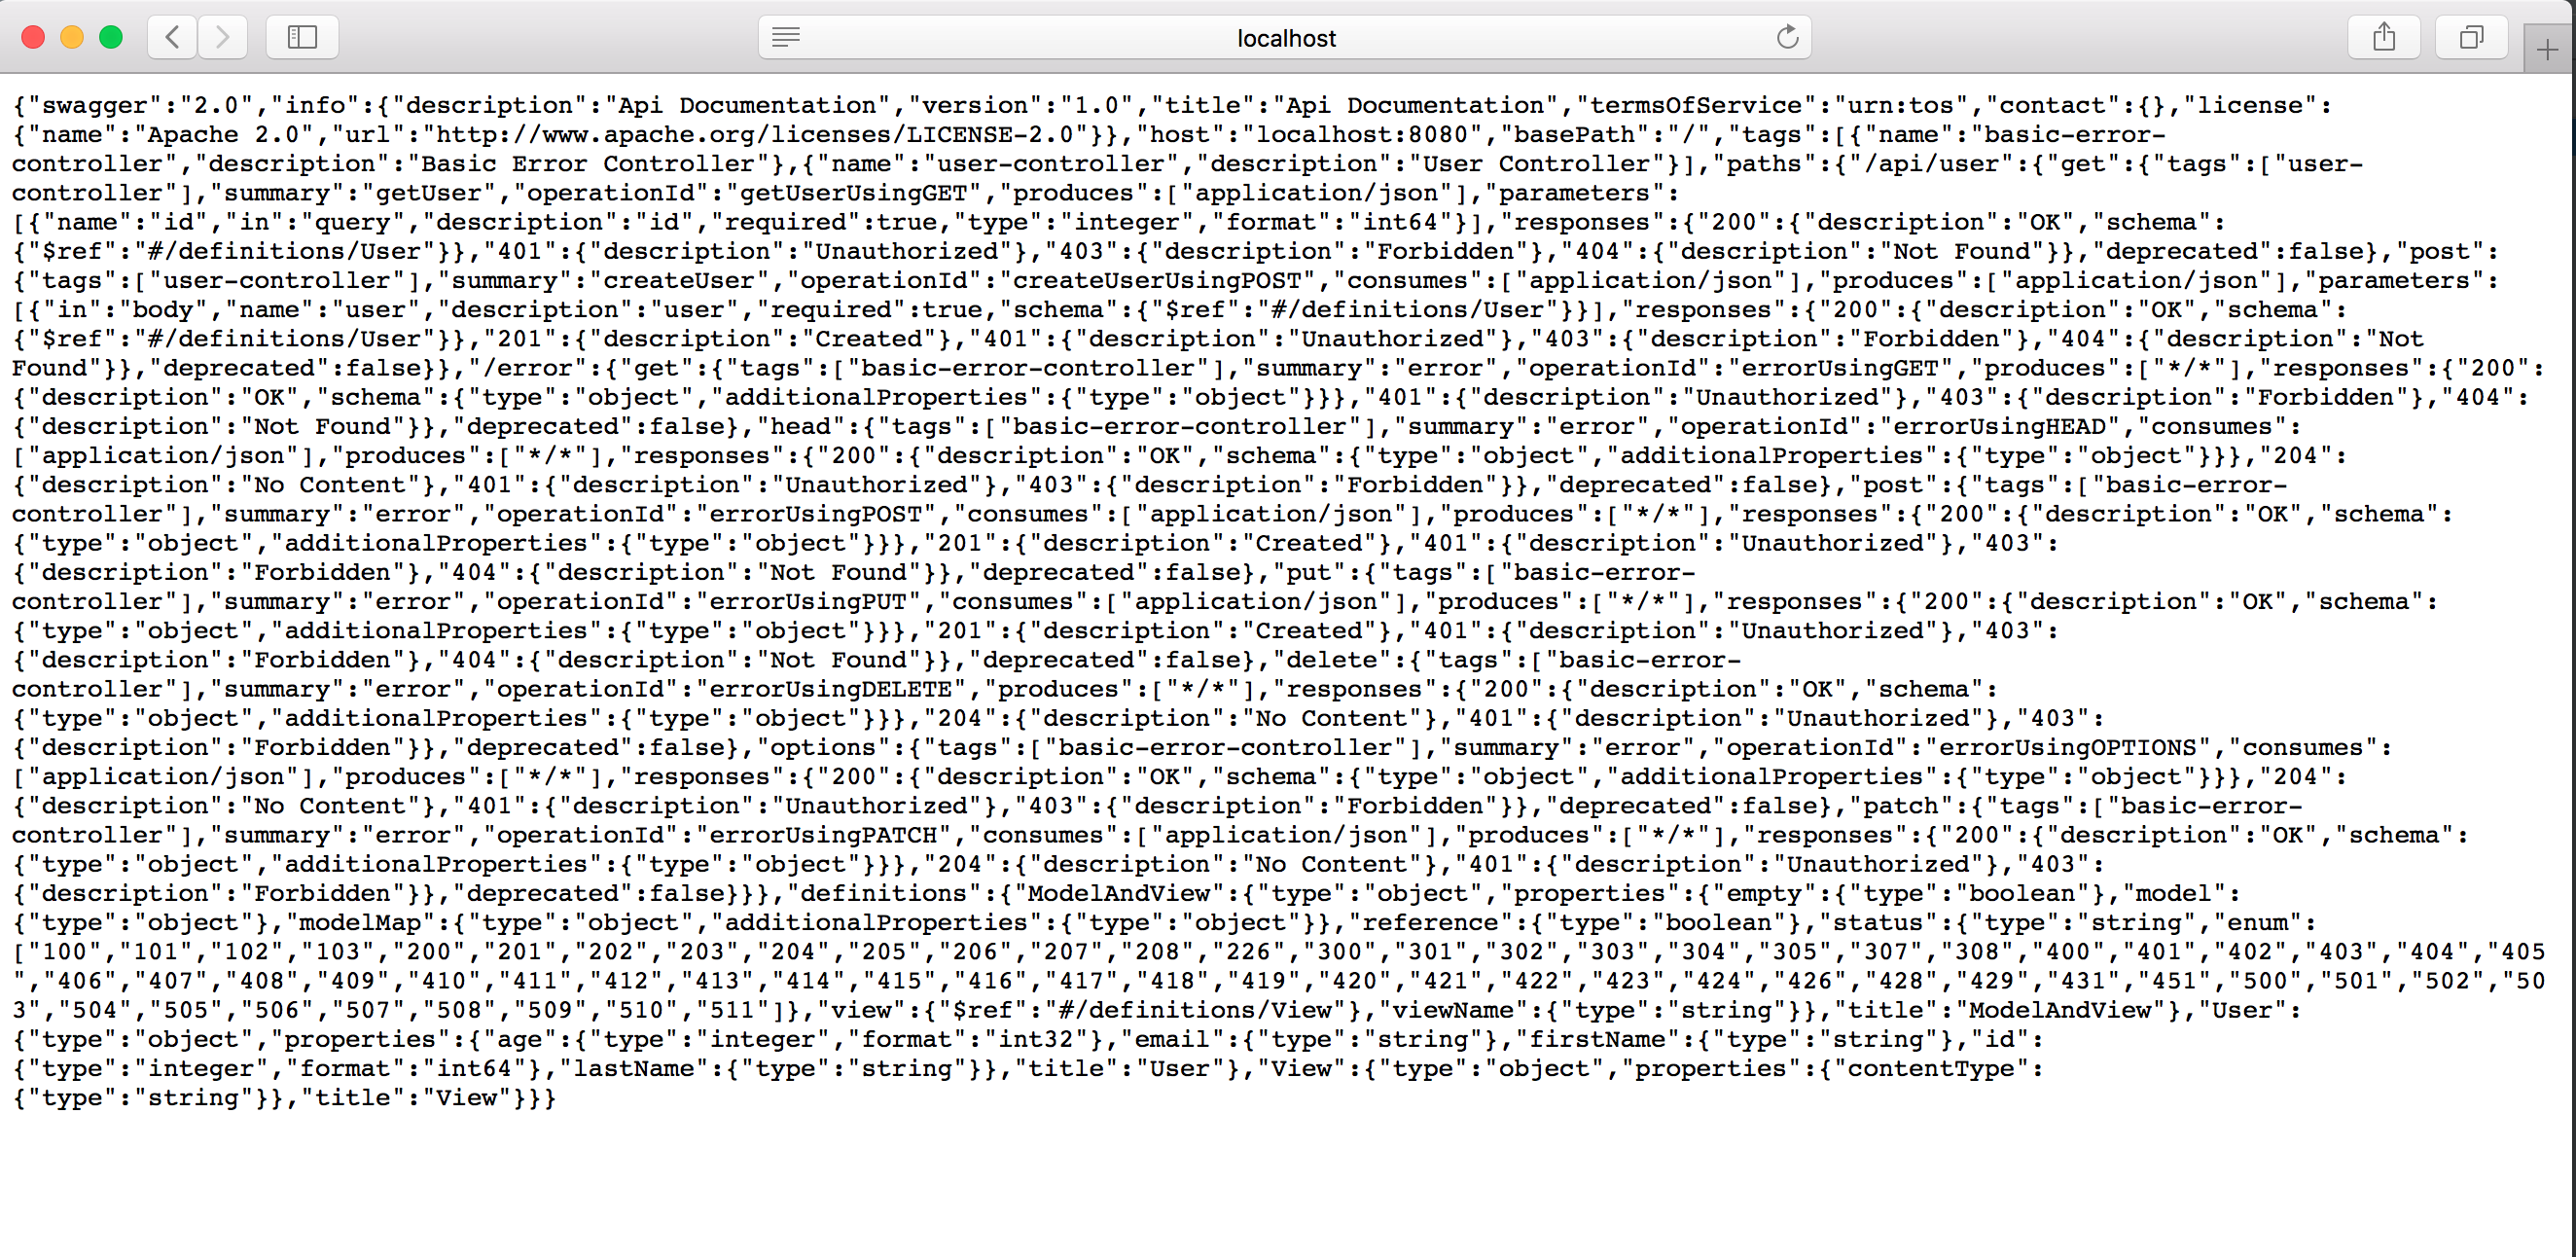 localhost
{"swagger":"2.0","info":{"description":"Api Documentation","version":"1.0","title":"Api Documentation","termsOfService":"urn:tos","contact":{},"license":
{"name":"Apache 2.0","url":"http://www.apache.org/licenses/LICENSE-2.0"}},"host":"localhost:8080","basePath":"/","tags":[{"name":"basic-error-
controller","description":"Basic Error Controller"},{"name":"user-controller","description":"User Controller"}],"paths":{"/api/user":{"get":{"tags":["user-
controller"],"summary":"getUser","operationId":"getUserUsingGET","produces":["application/json"],"parameters":
[{"name":"id","in":"query","description":"id","required":true,"type":"integer","format":"int64"}],"responses":{"200":{"description":"OK","schema":
{"$ref":"#/definitions/User"}},"401":{"description":"Unauthorized"},"403":{"description":"Forbidden"},"404":{"description":"Not Found"}},"deprecated":false},"post":
{"tags":["user-controller"],"summary":"createUser","operationId":"createUserUsingPOST","consumes":["application/json"],"produces":["application/json"],"parameters":
[{"in":"body","name":"user","description":"user","required":true,"schema":{"$ref":"#/definitions/User"}}],"responses":{"200":{"description":"OK","schema":
{"$ref":"#/definitions/User"}},"201":{"description":"Created"},"401":{"description":"Unauthorized"},"403":{"description":"Forbidden"},"404":{"description":"Not
Found"}},"deprecated":false}},"/error":{"get":{"tags":["basic-error-controller"],"summary":"error","operationId":"errorUsingGET","produces":["*/*"],"responses":{"200":
{"description":"OK","schema":{"type":"object","additionalProperties":{"type":"object"}}},"401":{"description":"Unauthorized"},"403":{"description":"Forbidden"},"404":
{"description":"Not Found"}},"deprecated":false},"head":{"tags":["basic-error-controller"],"summary":"error","operationId":"errorUsingHEAD","consumes":
["application/json"],"produces":["*/*"],"responses":{"200":{"description":"OK","schema":{"type":"object","additionalProperties":{"type":"object"}}},"204":
{"description":"No Content"},"401":{"description":"Unauthorized"},"403":{"description":"Forbidden"}},"deprecated":false},"post":{"tags":["basic-error-
controller"],"summary":"error","operationId":"errorUsingPOST","consumes":["application/json"],"produces":["*/*"],"responses":{"200":{"description":"OK","schema":
{"type":"object","additionalProperties":{"type":"object"}}},"201":{"description":"Created"},"401":{"description":"Unauthorized"},"403":
{"description":"Forbidden"},"404":{"description":"Not Found"}},"deprecated":false},"put":{"tags":["basic-error-
controller"],"summary":"error","operationId":"errorUsingPUT","consumes":["application/json"],"produces":["*/*"],"responses":{"200":{"description":"OK","schema":
{"type":"object","additionalProperties":{"type":"object"}}},"201":{"description":"Created"},"401":{"description":"Unauthorized"},"403":
{"description":"Forbidden"},"404":{"description":"Not Found"}},"deprecated":false},"delete":{"tags":["basic-error-
controller"],"summary":"error","operationId":"errorUsingDELETE","produces":["*/*"],"responses":{"200":{"description":"OK","schema":
{"type":"object","additionalProperties":{"type":"object"}}},"204":{"description":"No Content"},"401":{"description":"Unauthorized"},"403":
{"description":"Forbidden"}},"deprecated":false},"options":{"tags":["basic-error-controller"],"summary":"error","operationId":"errorUsingOPTIONS","consumes":
["application/json"],"produces":["*/*"],"responses":{"200":{"description":"OK","schema":{"type":"object","additionalProperties":{"type":"object"}}},"204":
{"description":"No Content"},"401":{"description":"Unauthorized"},"403":{"description":"Forbidden"}},"deprecated":false},"patch":{"tags":["basic-error-
controller"],"summary":"error","operationId":"errorUsingPATCH","consumes":["application/json"],"produces":["*/*"],"responses":{"200":{"description":"OK","schema":
{"type":"object","additionalProperties":{"type":"object"}}},"204":{"description":"No Content"},"401":{"description":"Unauthorized"},"403":
{"description":"Forbidden"}},"deprecated":false}}},"definitions":{"ModelAndView":{"type":"object","properties":{"empty":{"type":"boolean"},"model":
{"type":"object"},"modelMap":{"type":"object","additionalProperties":{"type":"object"}},"reference":{"type":"boolean"},"status":{"type":"string","enum":
["100","101","102","103","200","201","202","203","204","205","206","207","208","226","300","301","302","303","304","305","307","308","400","401","402","403","404","405
","406","407","408","409","410","411","412","413","414","415","416","417","418","419","420","421","422","423","424","426","428","429","431","451","500","501","502","50
3","504","505","506","507","508","509","510","511"]},"view":{"$ref":"#/definitions/View"},"viewName":{"type":"string"}},"title":"ModelAndView"},"User":
{"type":"object","properties":{"age":{"type":"integer","format":"int32"},"email":{"type":"string"},"firstName":{"type":"string"},"id":
{"type":"integer","format":"int64"},"lastName":{"type":"string"}},"title":"User"},"View":{"type":"object","properties":{"contentType":
{"type":"string"}},"title":"View"}}}